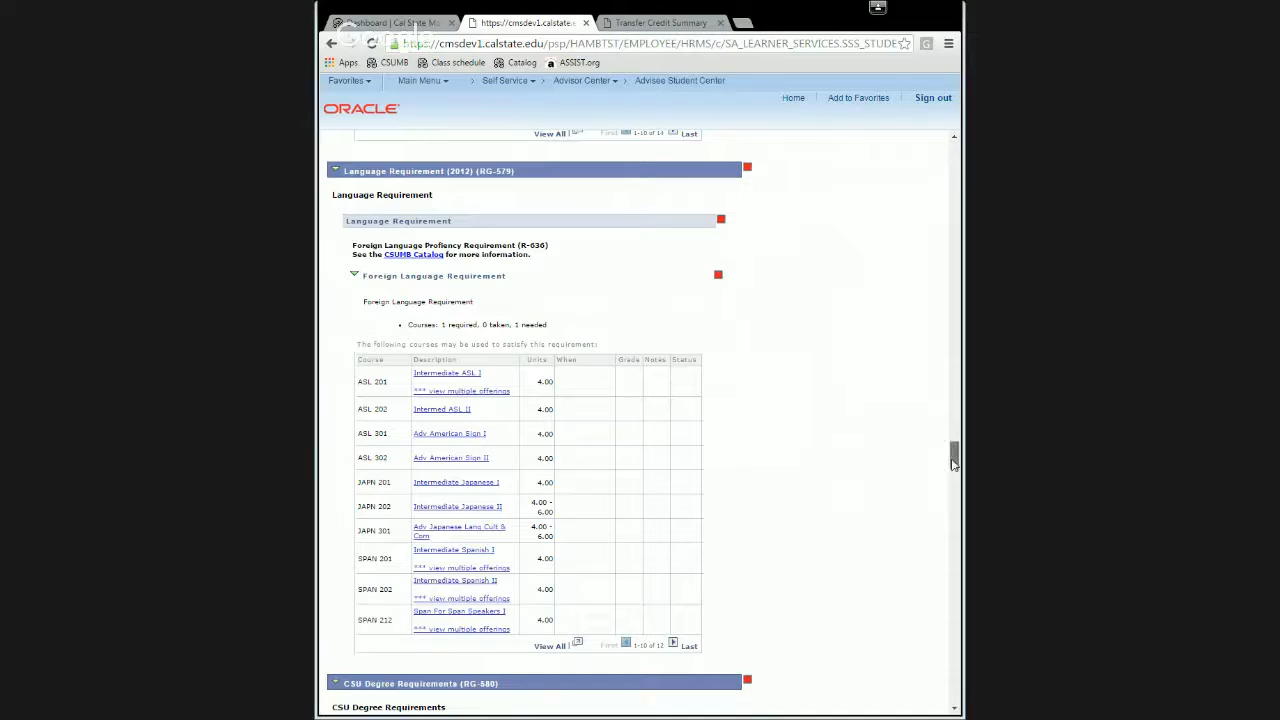 Dashboard | Cal State Mo
https://cmsdev1.calstate.e
Transfer Credit Summary
https://cmsdev1.calstate.edu/psp/HAMBTST/EMPLOYEE/HRMS/c/SA_LEARNER_SERVICES.SSS_STUDE
Apps CSUMB Class schedule Catalog ASSIST.org
Favorites Main Menu > Self Service > Advisor Center > Advisee Student Center
Home Add to Favorites Sign out
ORACLE
View All | First 1-10 of 14 Last
Language Requirement (2012) (RG-579)
Language Requirement
Language Requirement
Foreign Language Profiency Requirement (R-636)
See the CSUMB Catalog for more information.
Foreign Language Requirement
Foreign Language Requirement
• Courses: 1 required, 0 taken, 1 needed
The following courses may be used to satisfy this requirement:
Course Description Units When Grade Notes Status
ASL 201 Intermediate ASL I 4.00
*** view multiple offerings
ASL 202 Intermed ASL II 4.00
ASL 301 Adv American Sign I 4.00
ASL 302 Adv American Sign II 4.00
JAPN 201 Intermediate Japanese I 4.00
JAPN 202 Intermediate Japanese II 4.00 -
6.00
JAPN 301 Adv Japanese Lang Cult & 4.00 -
Com 6.00
SPAN 201 Intermediate Spanish I 4.00
*** view multiple offerings
SPAN 202 Intermediate Spanish II 4.00
*** view multiple offerings
SPAN 212 Span For Span Speakers I 4.00
*** view multiple offerings
View All | First 1-10 of 12 Last
CSU Degree Requirements (RG-580)
CSU Degree Requirements